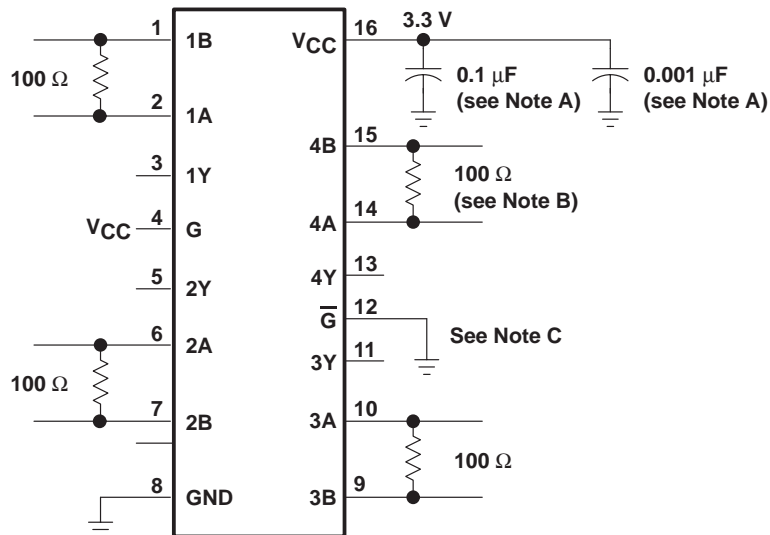 1
1B
100 Ω
2
1A
3
1Y
VCC
4
G
5
2Y
6
2A
100 Ω
7
2B
8
GND
VCC
16
3.3 V
0.1 μF
(see Note A)
0.001 μF
(see Note A)
4B
15
100 Ω
(see Note B)
4A
14
4Y
13
G̅
12
See Note C
3Y
11
3A
10
100 Ω
3B
9